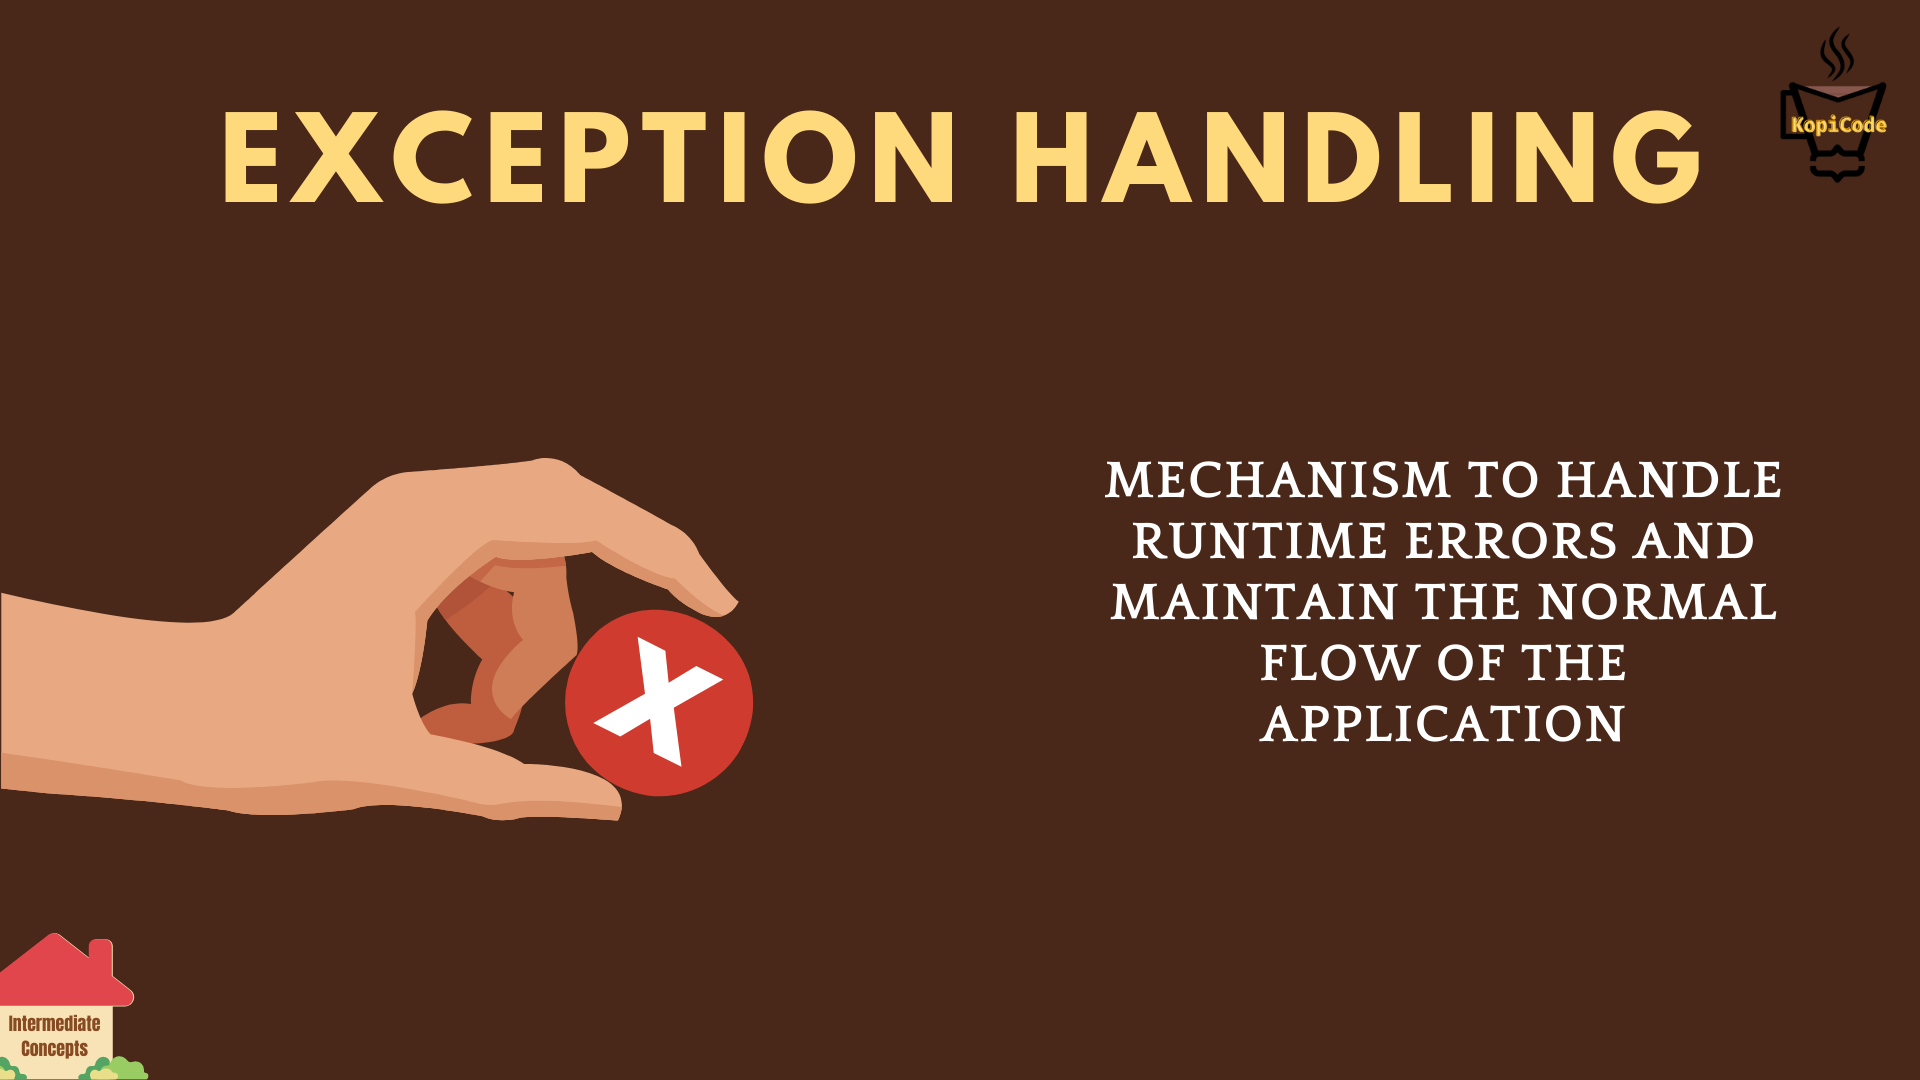 EXCEPTION HANDLING
KopiCode
MECHANISM TO HANDLE
RUNTIME ERRORS AND
MAINTAIN THE NORMAL
FLOW OF THE
APPLICATION
Intermediate
Concepts